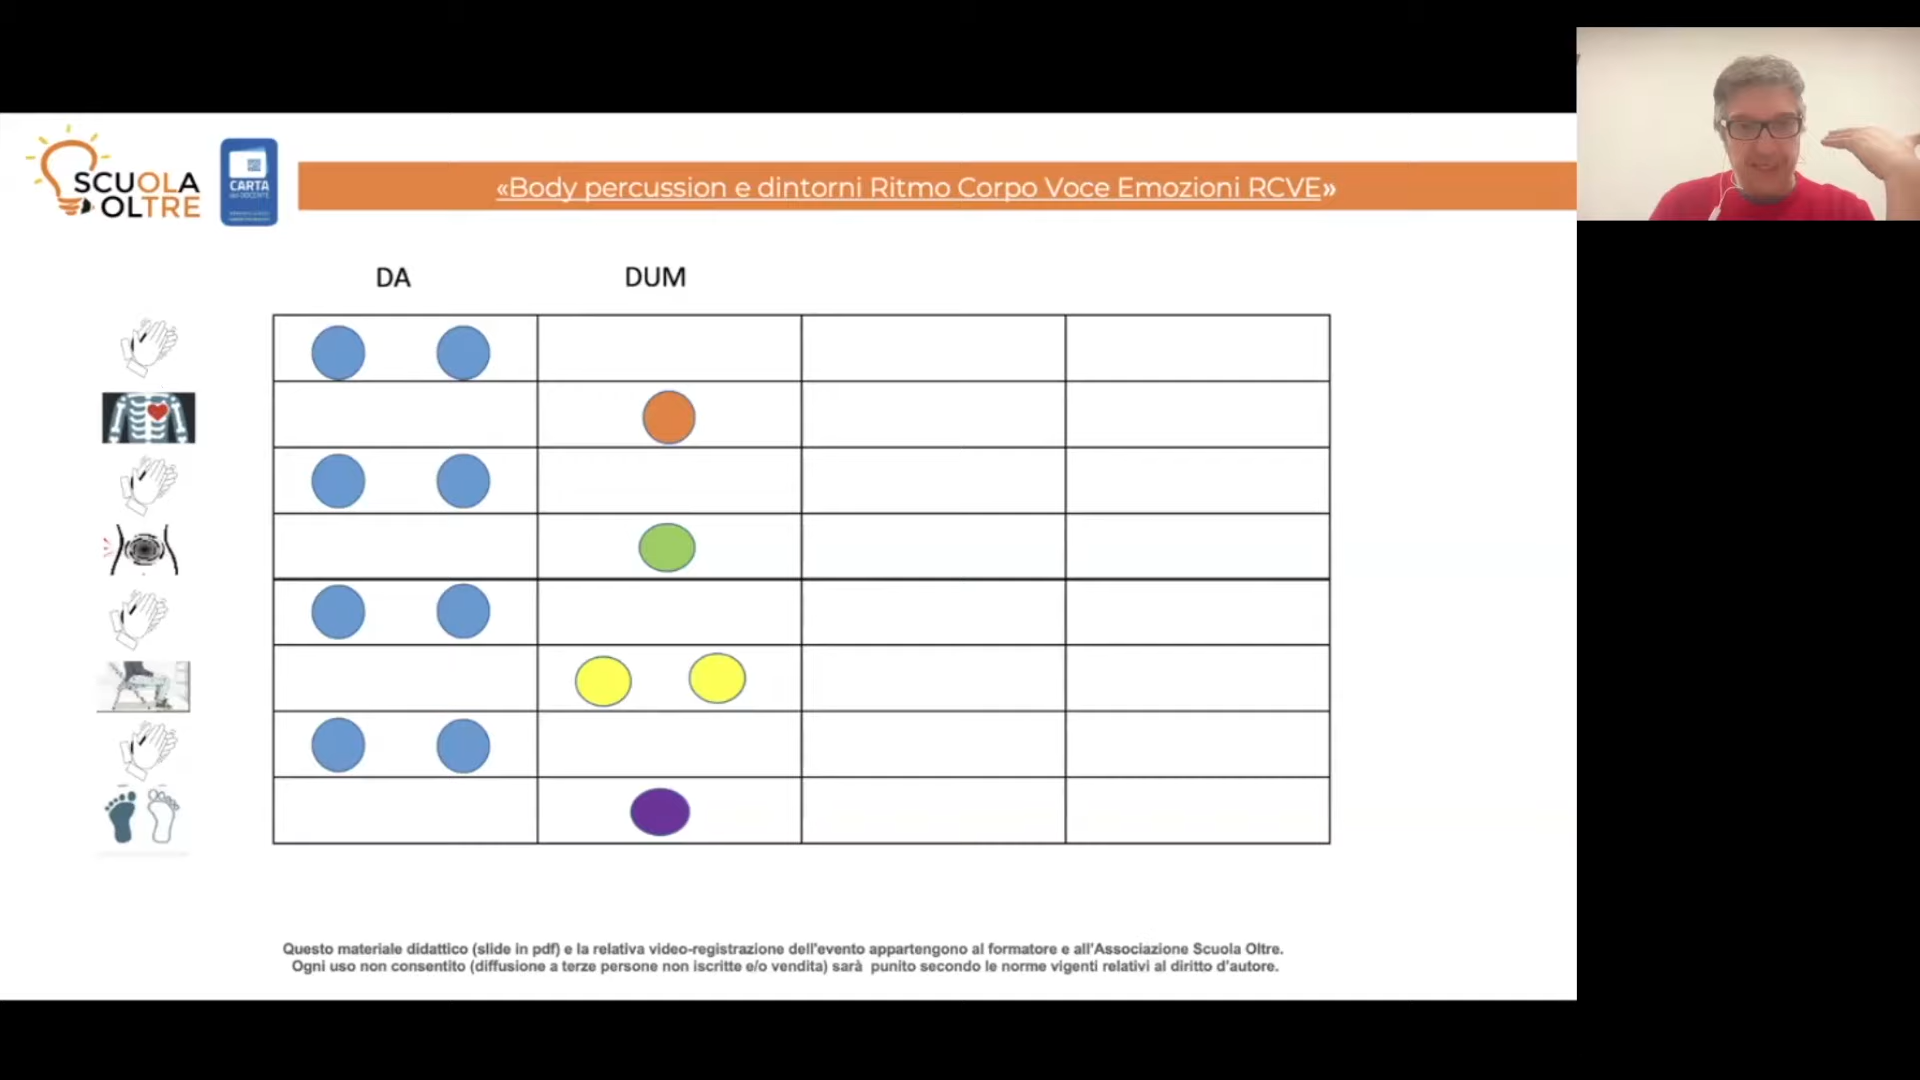 SCUOLA
OLTRE
CARTA
«Body percussion e dintorni Ritmo Corpo Voce Emozioni RCVE»
DA DUM
Questo materiale didattico (slide in pdf) e la relativa video-registrazione dell'evento appartengono al formatore e all'Associazione Scuola Oltre.
Ogni uso non consentito (diffusione a terze persone non iscritte e/o vendita) sarà punito secondo le norme vigenti relativi al diritto d'autore.